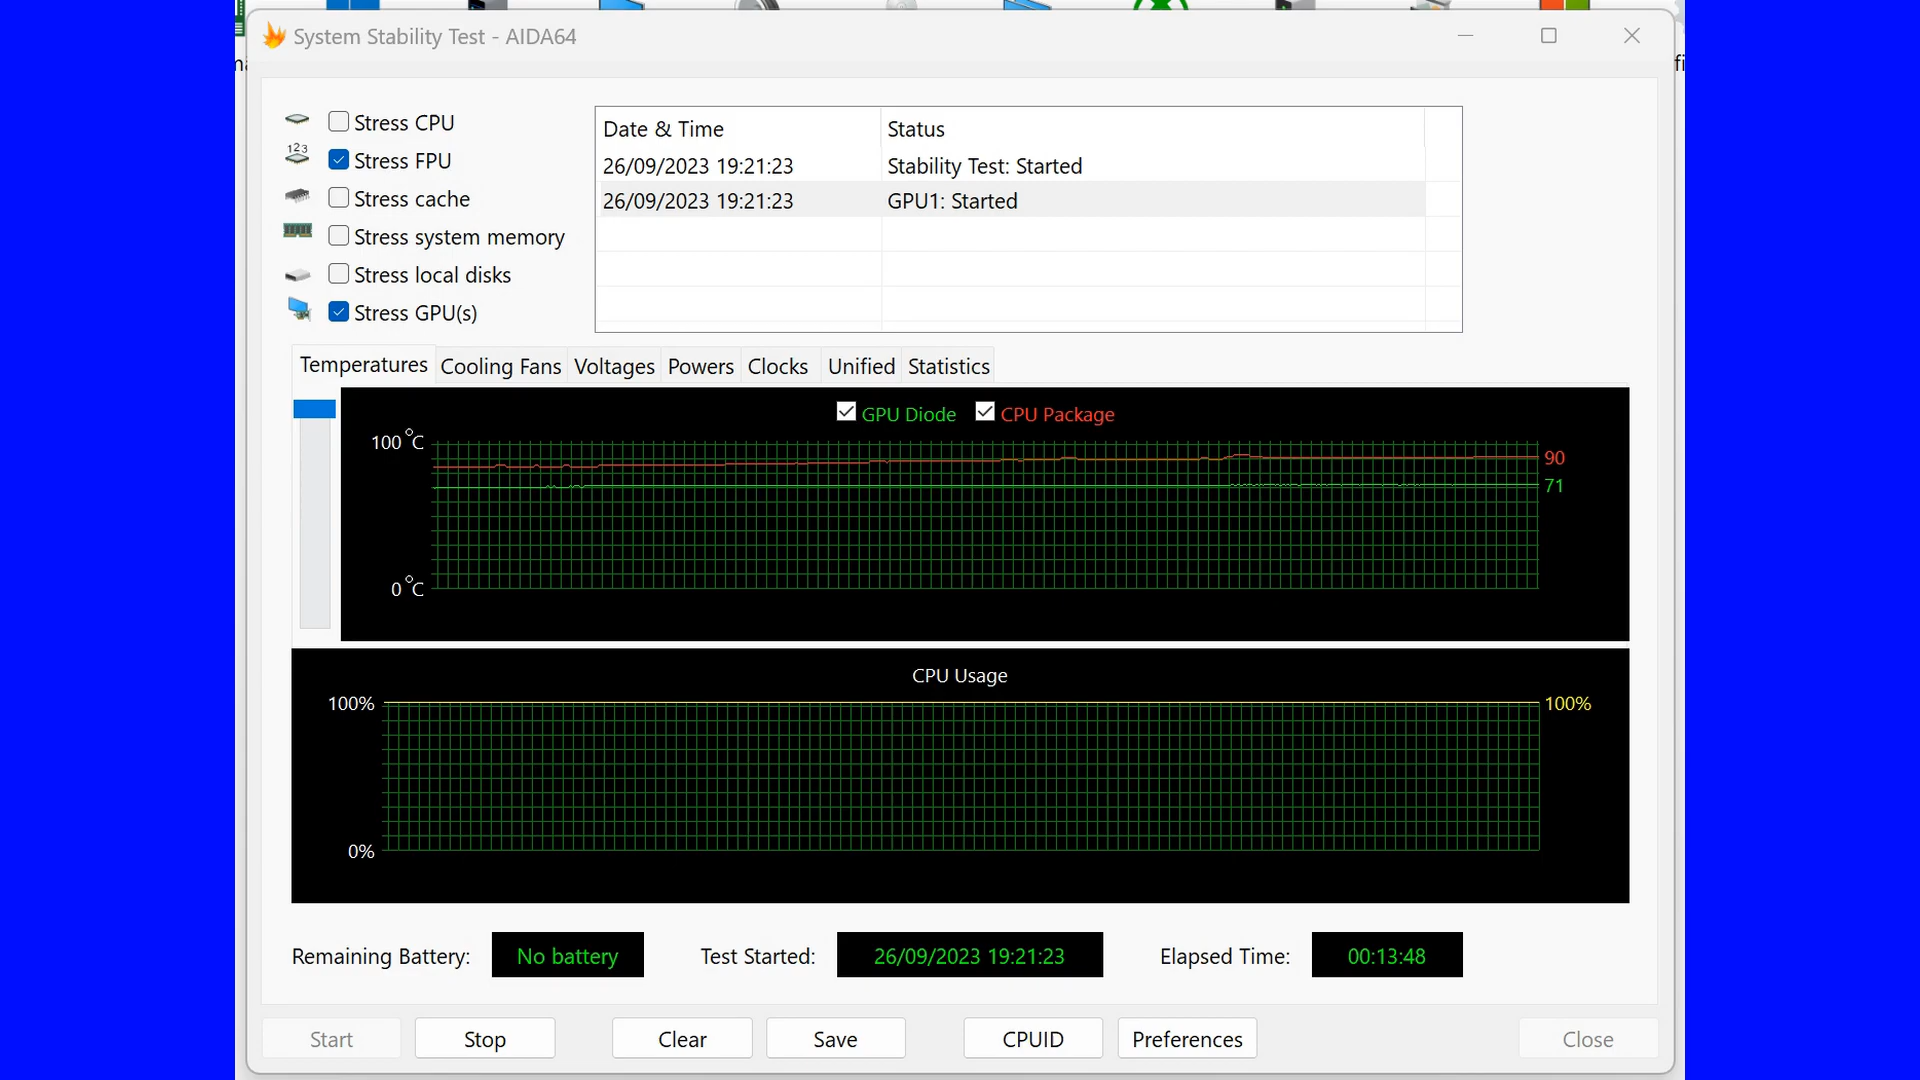 System Stability Test - AIDA64
Stress CPU
123
Stress FPU
Stress cache
Stress system memory
Stress local disks
Stress GPU(s)
Date & Time Status
26/09/2023 19:21:23 Stability Test: Started
26/09/2023 19:21:23 GPU1: Started
Temperatures Cooling Fans Voltages Powers Clocks Unified Statistics
GPU Diode CPU Package
100 °C
90
71
0 °C
CPU Usage
100% 100%
0%
Remaining Battery: No battery Test Started: 26/09/2023 19:21:23 Elapsed Time: 00:13:48
Start Stop Clear Save CPUID Preferences Close